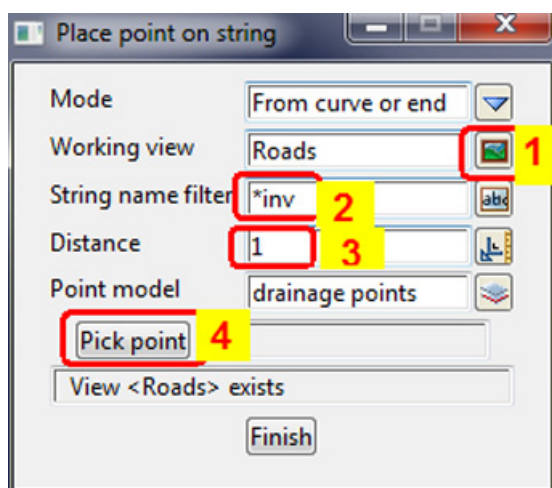 Place point on string
Mode From curve or end
Working view Roads 1
String name filter *inv 2 abc
Distance 1 3
Point model drainage points
Pick point 4
View <Roads> exists
Finish